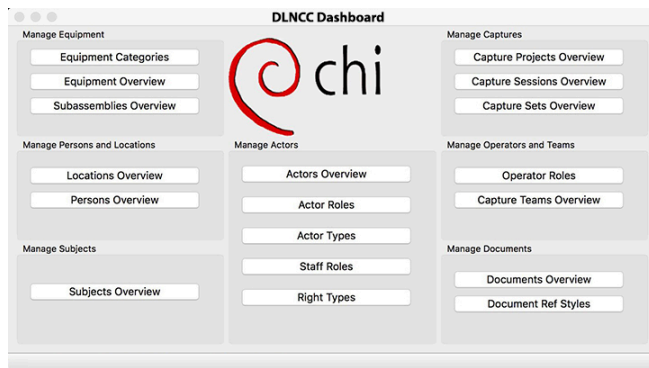 DLNCC Dashboard
Manage Equipment
Equipment Categories
Equipment Overview
Subassemblies Overview
chi
Manage Captures
Capture Projects Overview
Capture Sessions Overview
Capture Sets Overview
Manage Persons and Locations
Locations Overview
Persons Overview
Manage Actors
Actors Overview
Actor Roles
Actor Types
Staff Roles
Right Types
Manage Operators and Teams
Operator Roles
Capture Teams Overview
Manage Subjects
Subjects Overview
Manage Documents
Documents Overview
Document Ref Styles